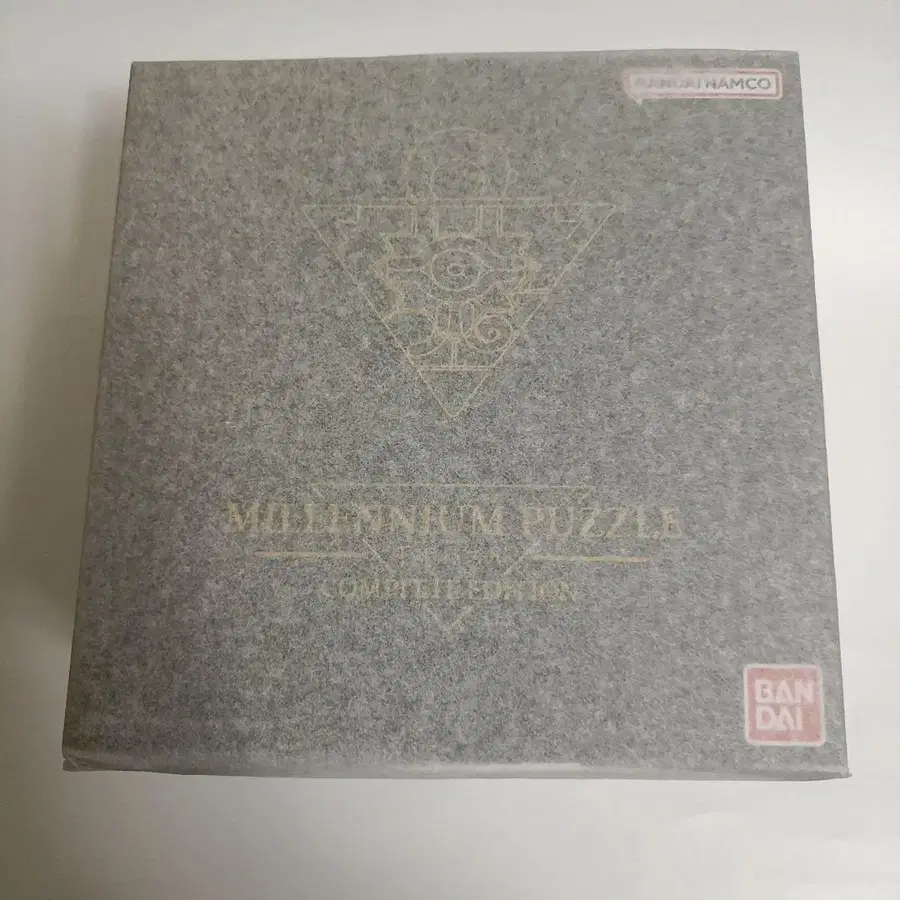 BANDAI NAMCO
MILLENNIUM PUZZLE
COMPLETE EDITION
BAN
DAI